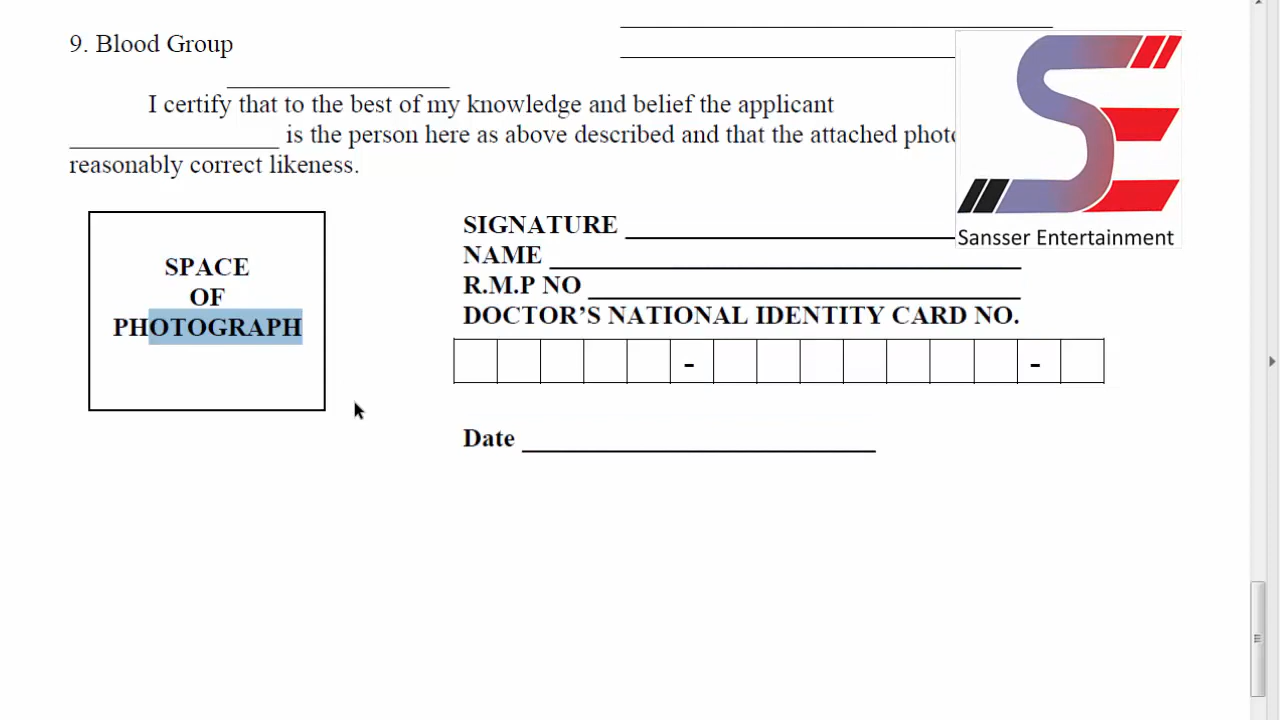 9. Blood Group
I certify that to the best of my knowledge and belief the applicant
is the person here as above described and that the attached
reasonably correct likeness.
SPACE
OF
PHOTOGRAPH
SIGNATURE
NAME
R.M.P NO
DOCTOR’S NATIONAL IDENTITY CARD NO.
- -
Date
Sansser Entertainment